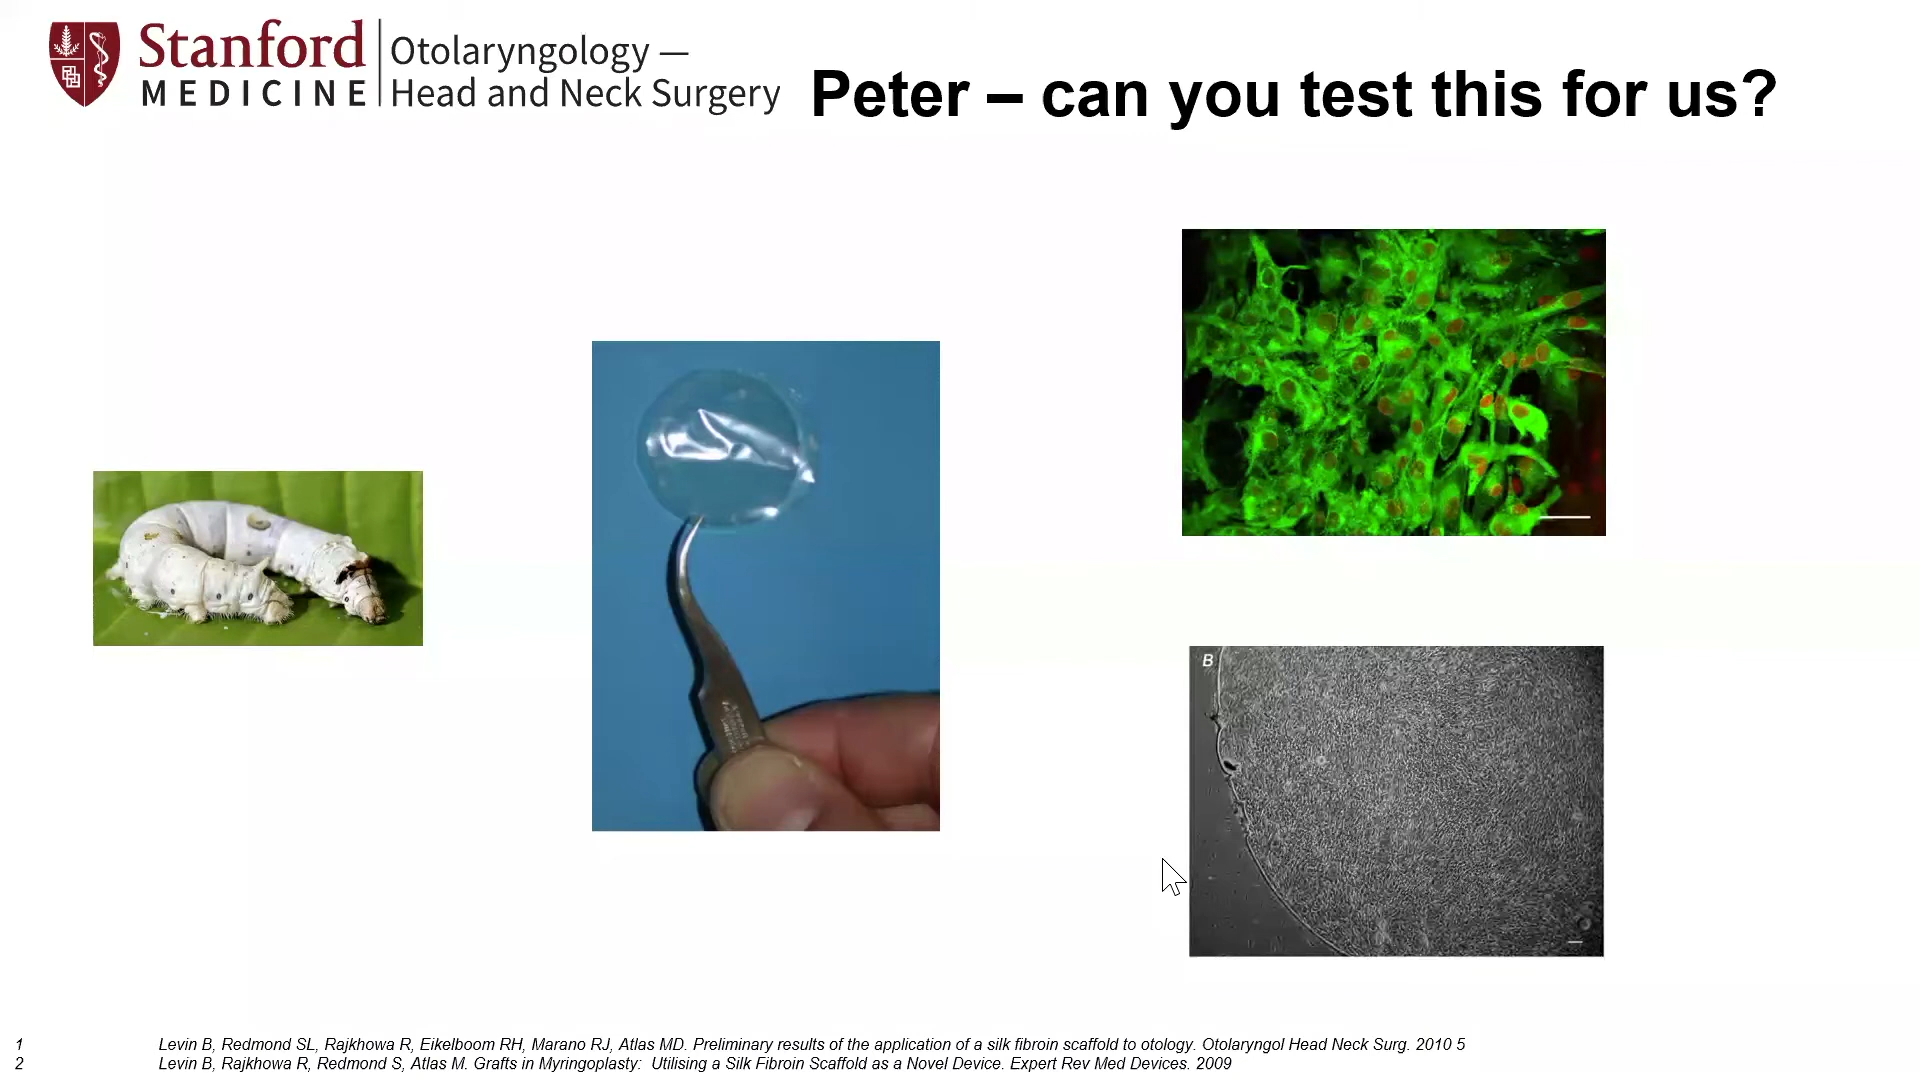 Stanford
MEDICINE
Otolaryngology —
Head and Neck Surgery
Peter – can you test this for us?
B
1 Levin B, Redmond SL, Rajkhowa R, Eikelboom RH, Marano RJ, Atlas MD. Preliminary results of the application of a silk fibroin scaffold to otology. Otolaryngol Head Neck Surg. 2010 5
2 Levin B, Rajkhowa R, Redmond S, Atlas M. Grafts in Myringoplasty: Utilising a Silk Fibroin Scaffold as a Novel Device. Expert Rev Med Devices. 2009